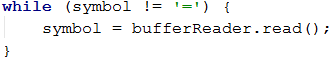 while (symbol != '=') {
    symbol = bufferReader.read();
}